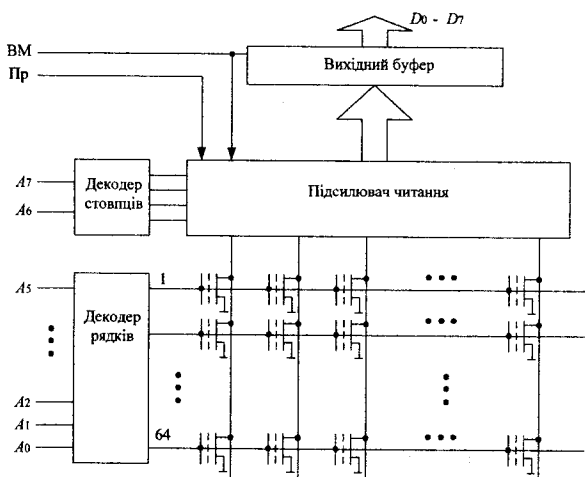 D0 - D7
ВМ
Вихідний буфер
Пр
Декодер
стовпців
A7
A6
Підсилювач читання
1
A5
Декодер
рядків
A2
A1
A0
64